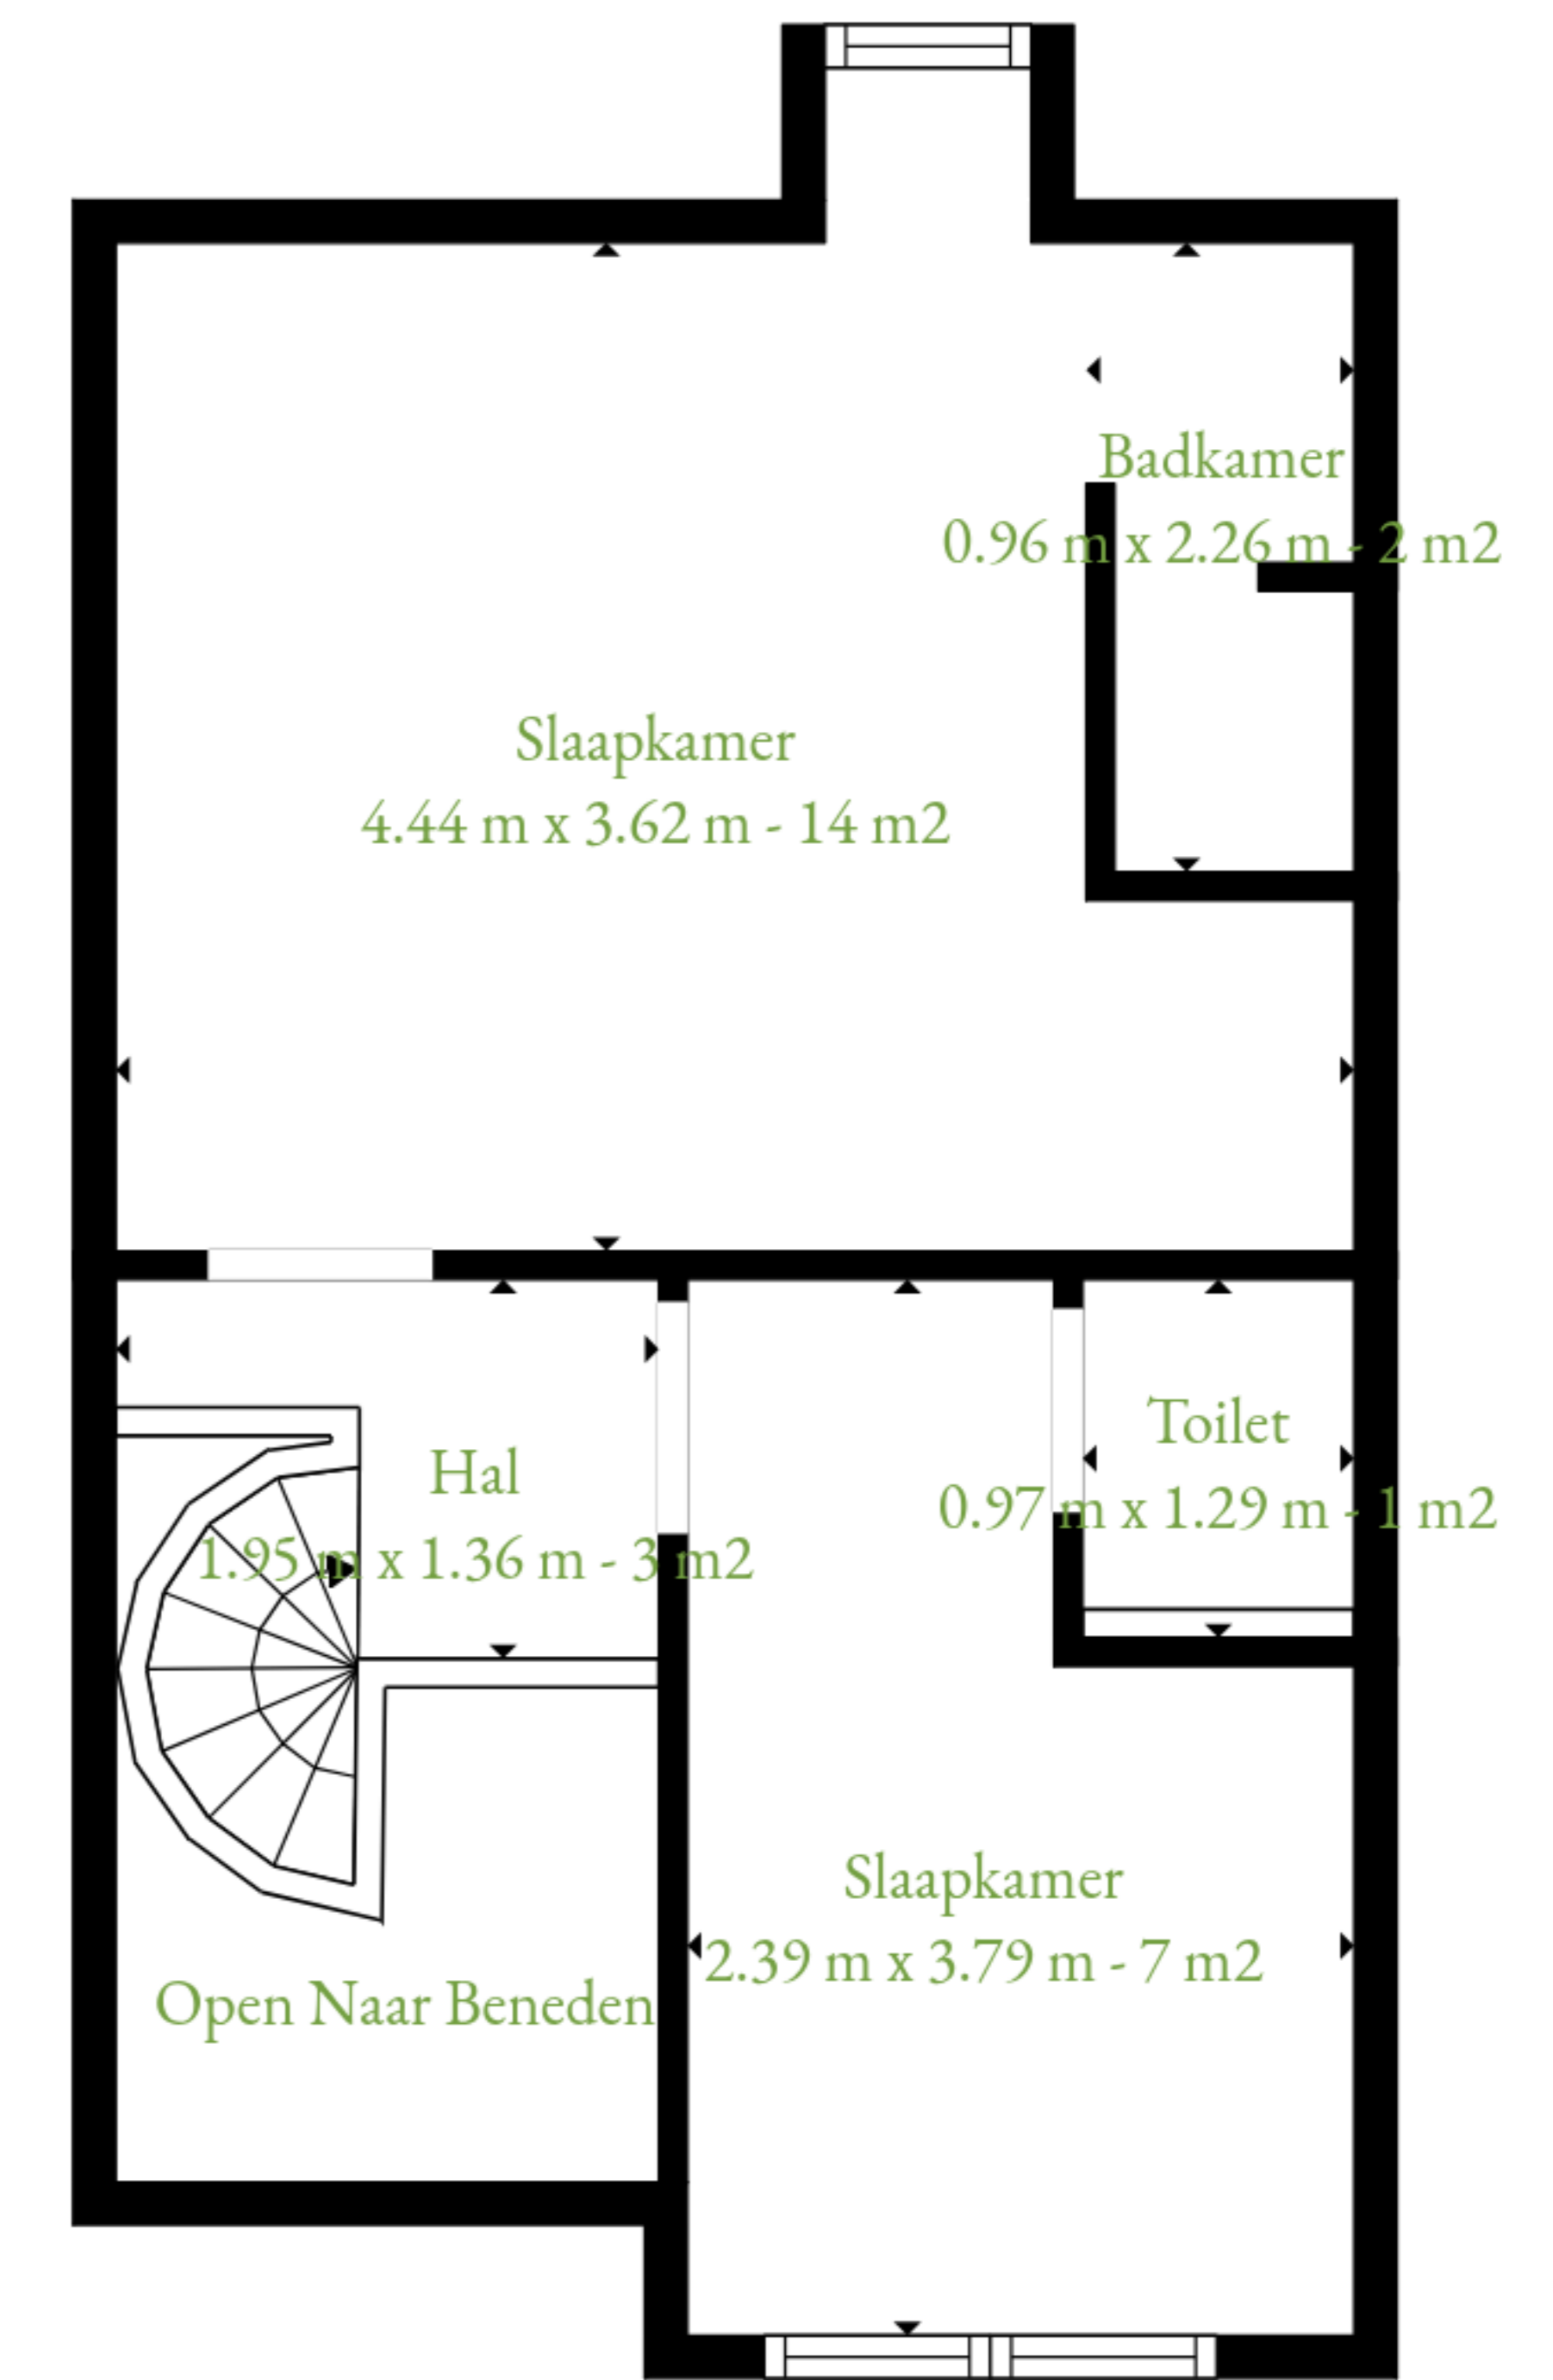 Badkamer
0.96 m x 2.26 m - 2 m2
Slaapkamer
4.44 m x 3.62 m - 14 m2
Toilet
0.97 m x 1.29 m - 1 m2
Hal
1.95 m x 1.36 m - 3 m2
Slaapkamer
2.39 m x 3.79 m - 7 m2
Open Naar Beneden